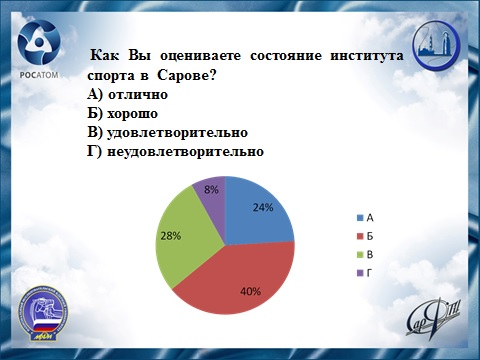 РОСАТОМ
Как Вы оцениваете состояние института
спорта в Сарове?
А) отлично
Б) хорошо
В) удовлетворительно
Г) неудовлетворительно
8%
24%
28%
40%
А
Б
В
Г